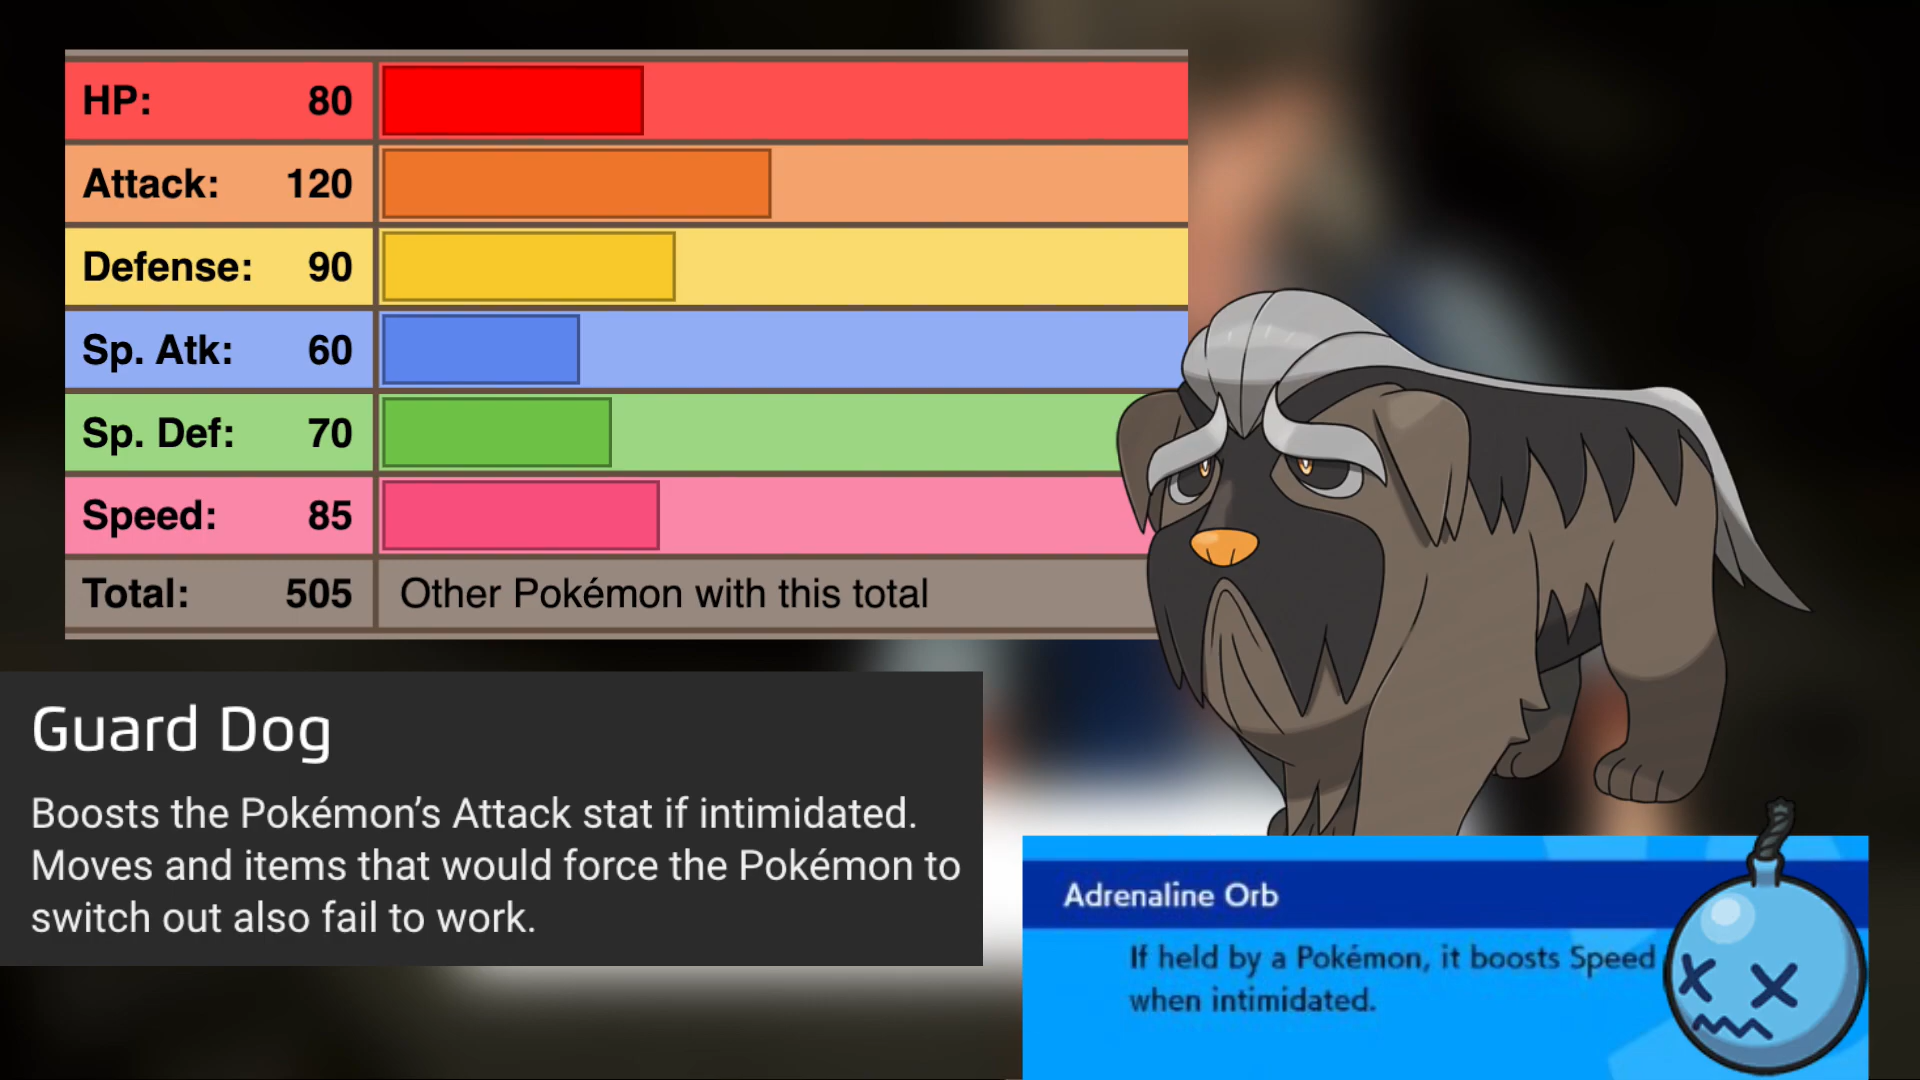 HP: 80
Attack: 120
Defense: 90
Sp. Atk: 60
Sp. Def: 70
Speed: 85
Total: 505 Other Pokémon with this total
Guard Dog
Boosts the Pokémon’s Attack stat if intimidated.
Moves and items that would force the Pokémon to
switch out also fail to work.
Adrenaline Orb
If held by a Pokémon, it boosts Speed
when intimidated.